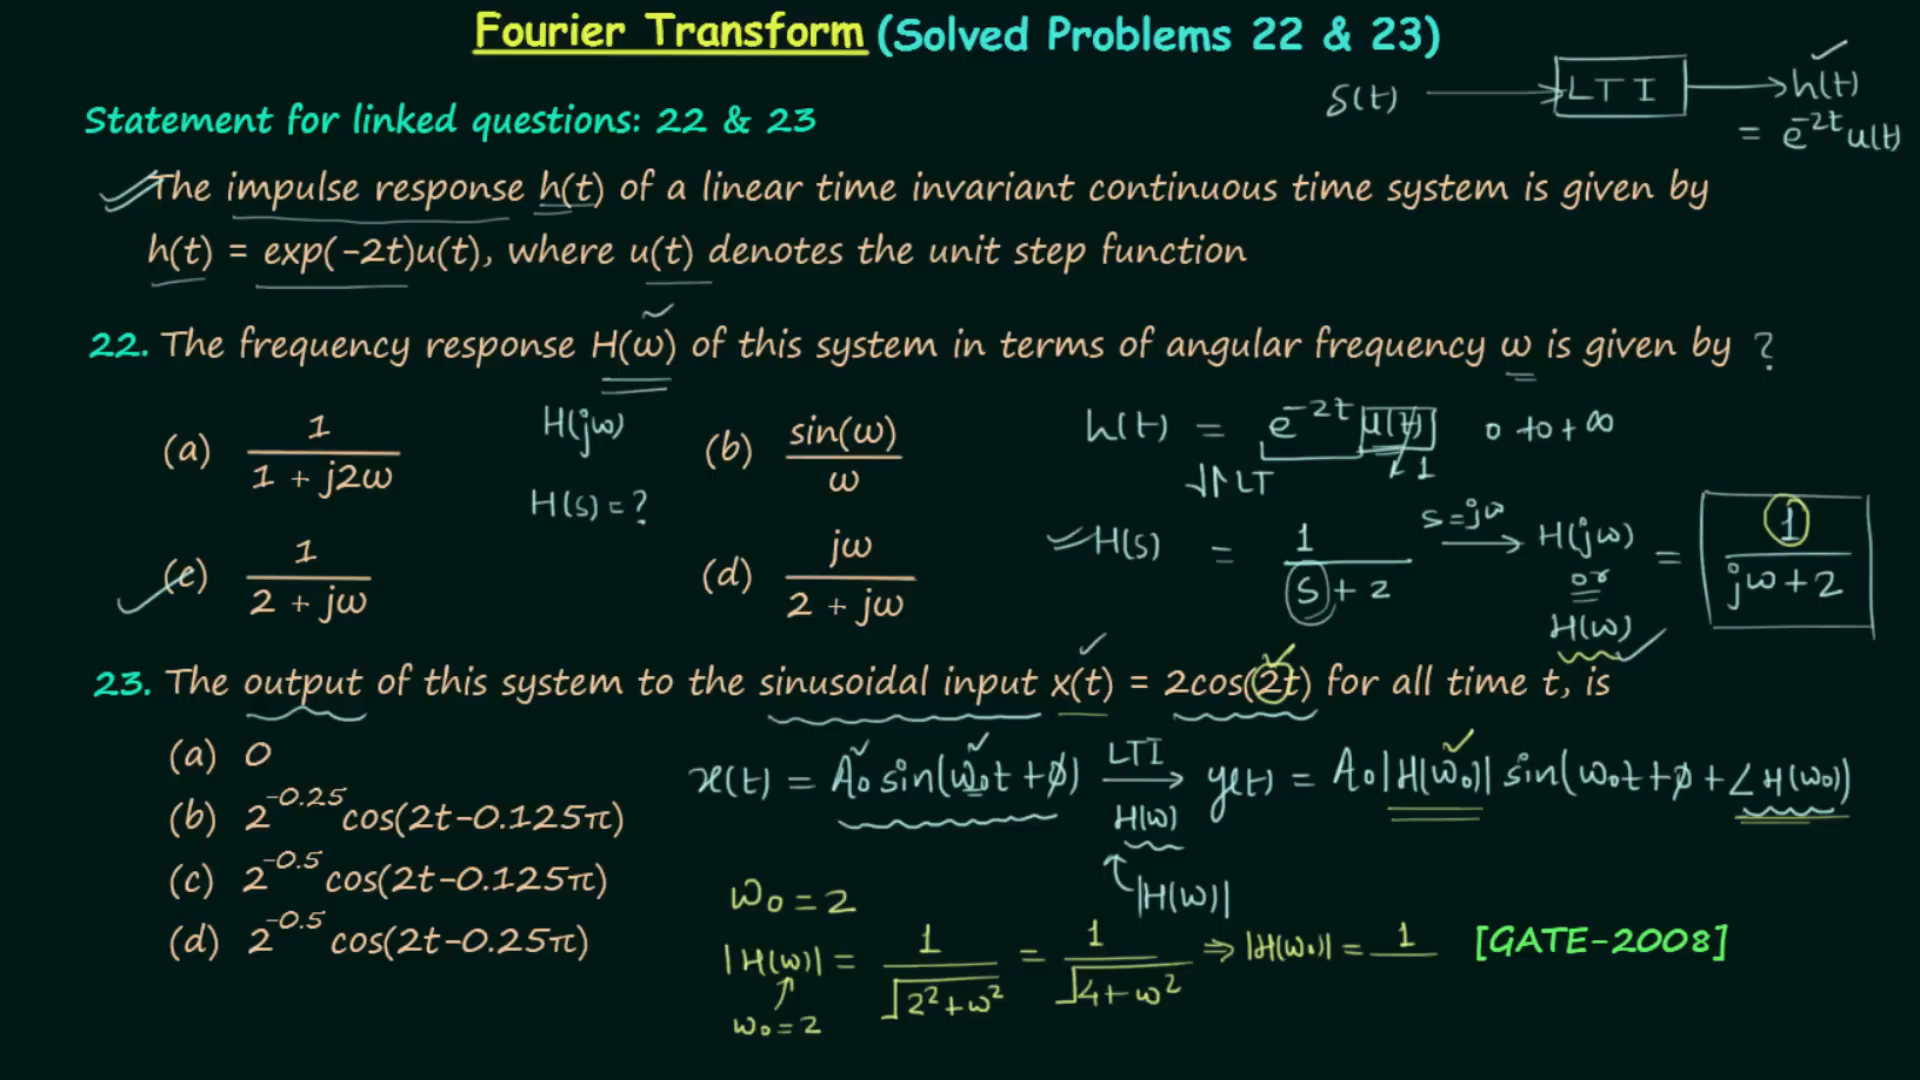 Fourier Transform (Solved Problems 22 & 23)
δ(t) → LTI → h(t)
= e^-2t u(t)
Statement for linked questions: 22 & 23
The impulse response h(t) of a linear time invariant continuous time system is given by
h(t) = exp(-2t)u(t), where u(t) denotes the unit step function
22. The frequency response H(ω) of this system in terms of angular frequency ω is given by ?
(a) 1/(1 + j2ω)
H(jω)
H(s) = ?
(b) sin(ω)/ω
(c) 1/(2 + jω)
(d) jω/(2 + jω)
h(t) = e^-2t u(t) 0 to + ∞
LT
1
H(s) = 1/(s + 2) s=jω → H(jω) or H(ω) = 1/(jω + 2)
23. The output of this system to the sinusoidal input x(t) = 2cos(2t) for all time t, is
(a) 0
(b) 2^-0.25 cos(2t-0.125π)
(c) 2^-0.5 cos(2t-0.125π)
(d) 2^-0.5 cos(2t-0.25π)
x(t) = A₀ sin(ω₀t + φ) LTI → H(ω) y(t) = A₀|H(ω₀)| sin(ω₀t + φ + ∠H(ω₀))
|H(ω)|
ω₀ = 2
|H(ω)| = 1/√(2² + ω²) = 1/√(4 + ω²) ⇒ |H(ω₀)| = 1/
ω₀ = 2
[GATE-2008]